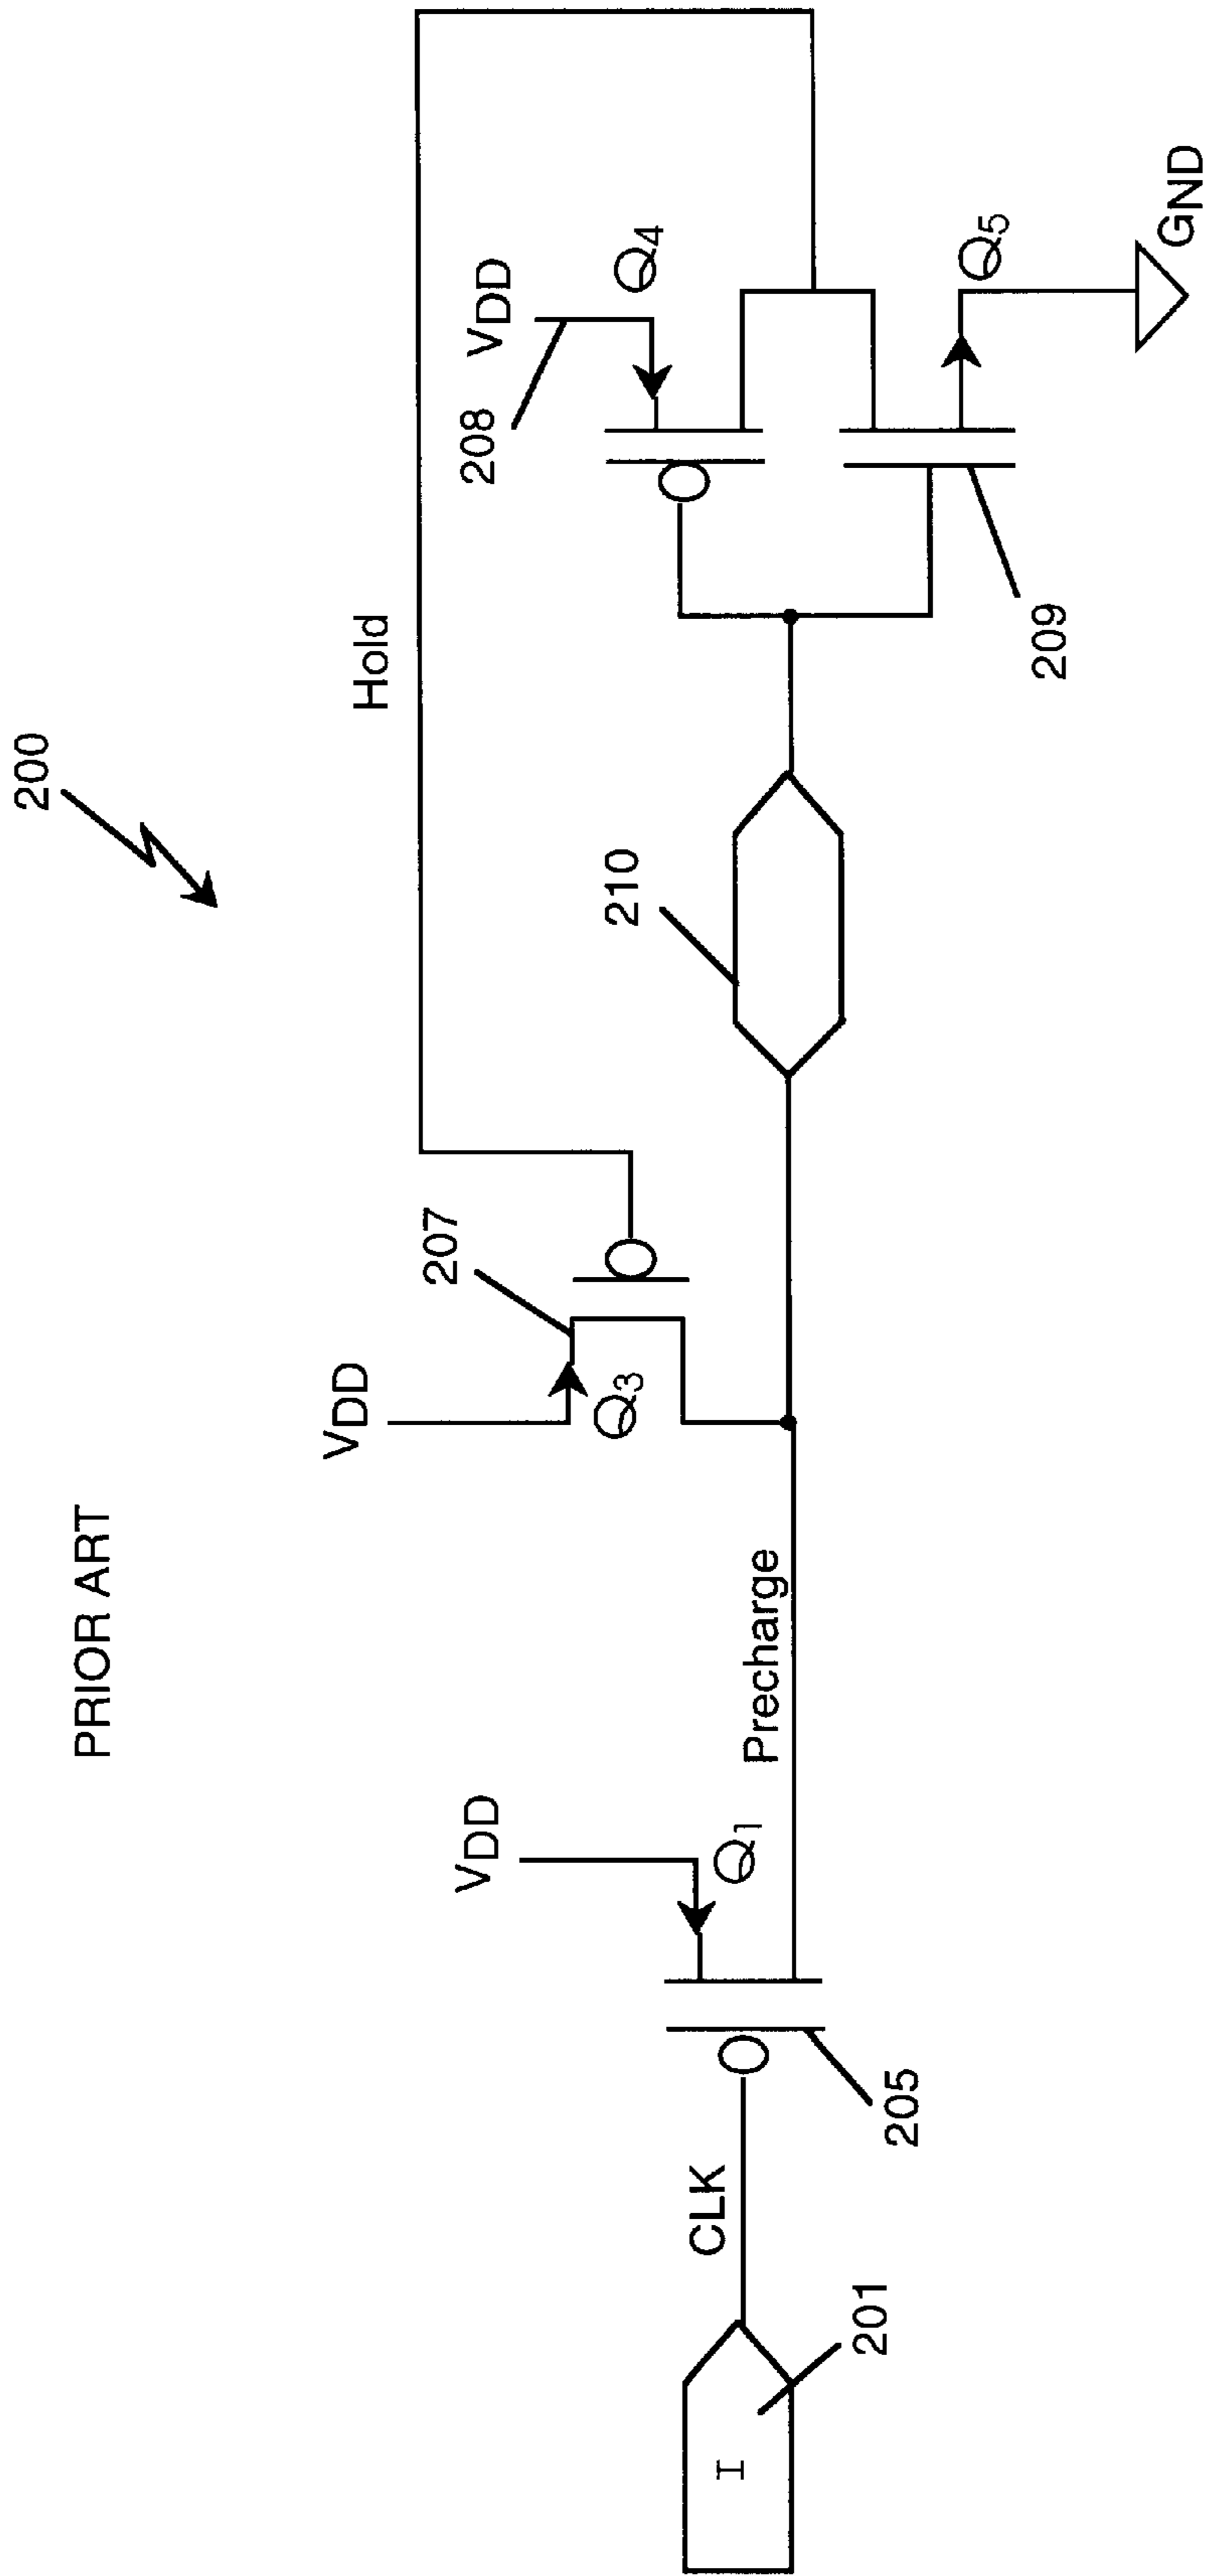 PRIOR ART
200
Hold
VDD
207
Q3
VDD
208
Q4
VDD
Q1
Precharge
210
209
Q5
GND
CLK
205
I
201